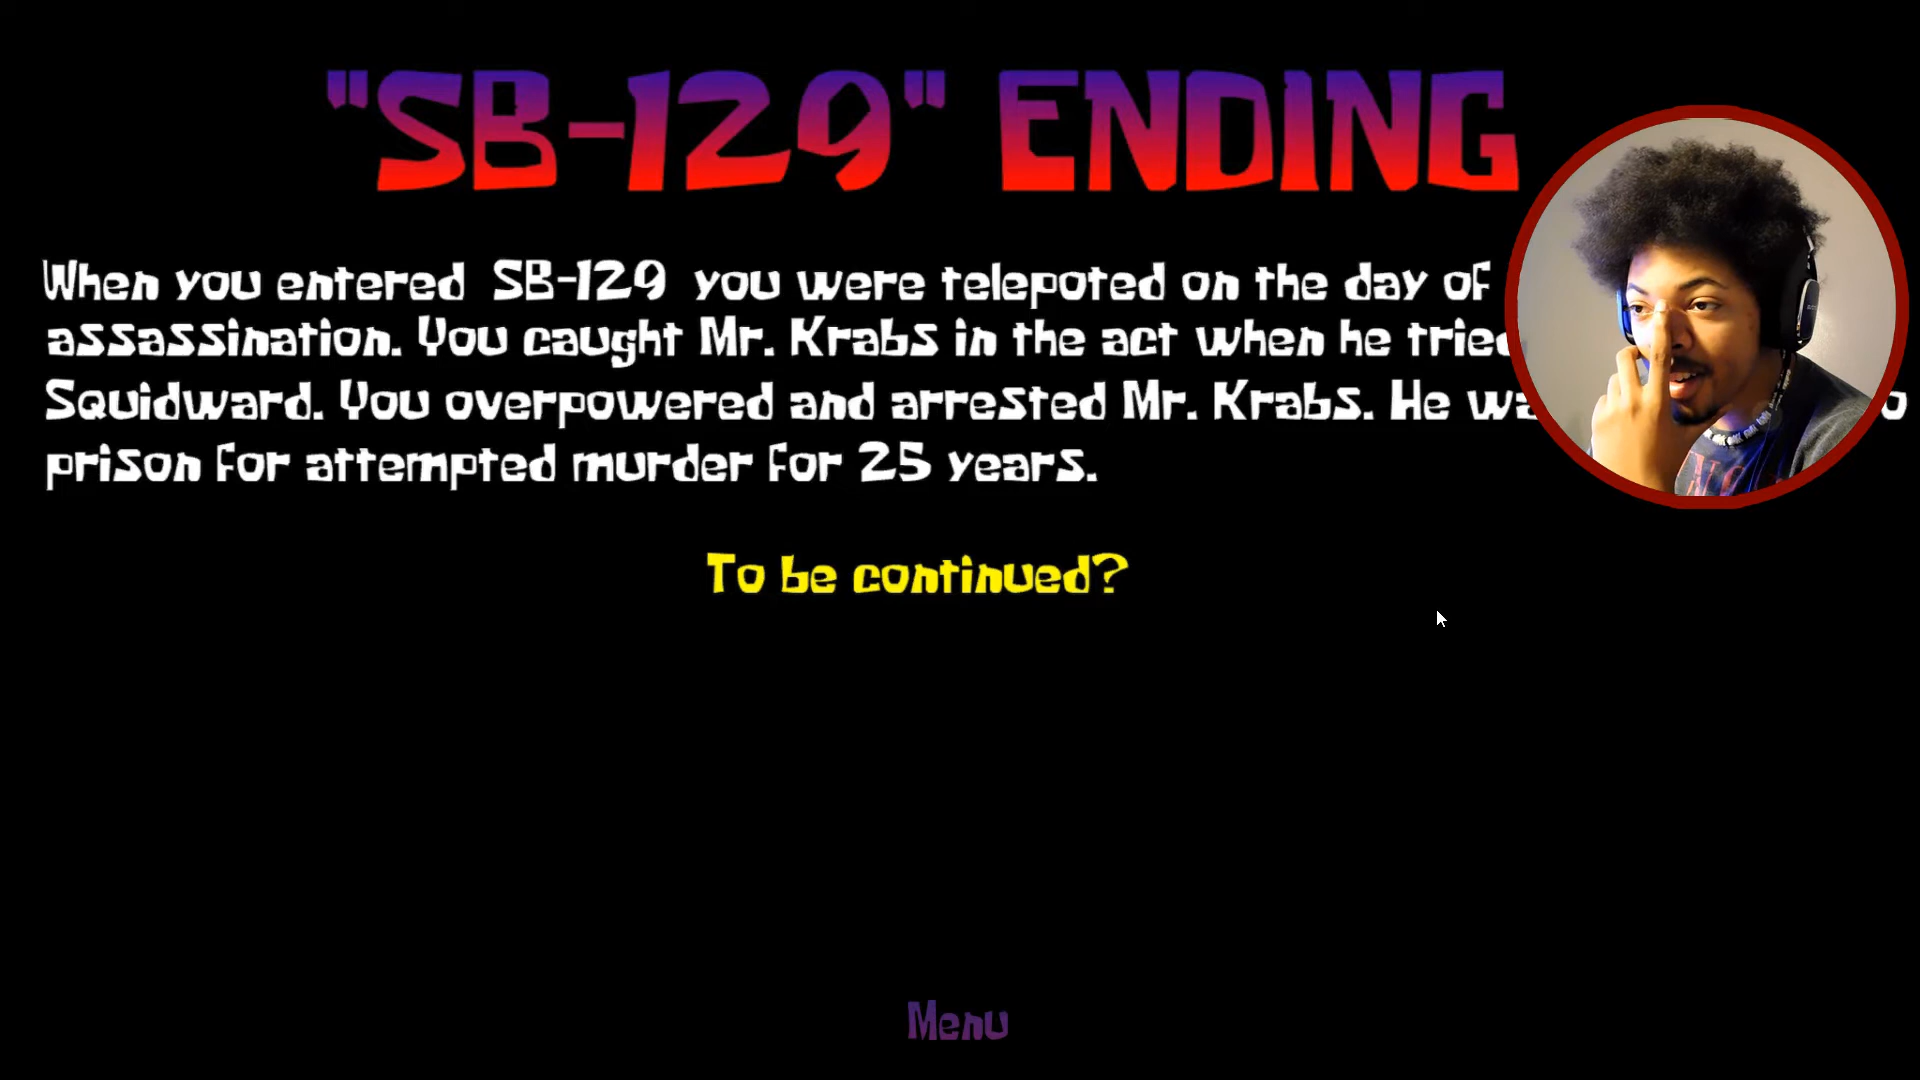 "SB-129" ENDING
When you entered SB-129 you were telepoted on the day of
assassination. You caught Mr. Krabs in the act when he tried
Squidward. You overpowered and arrested Mr. Krabs. He
prison for attempted murder for 25 years.
To be continued?
Menu